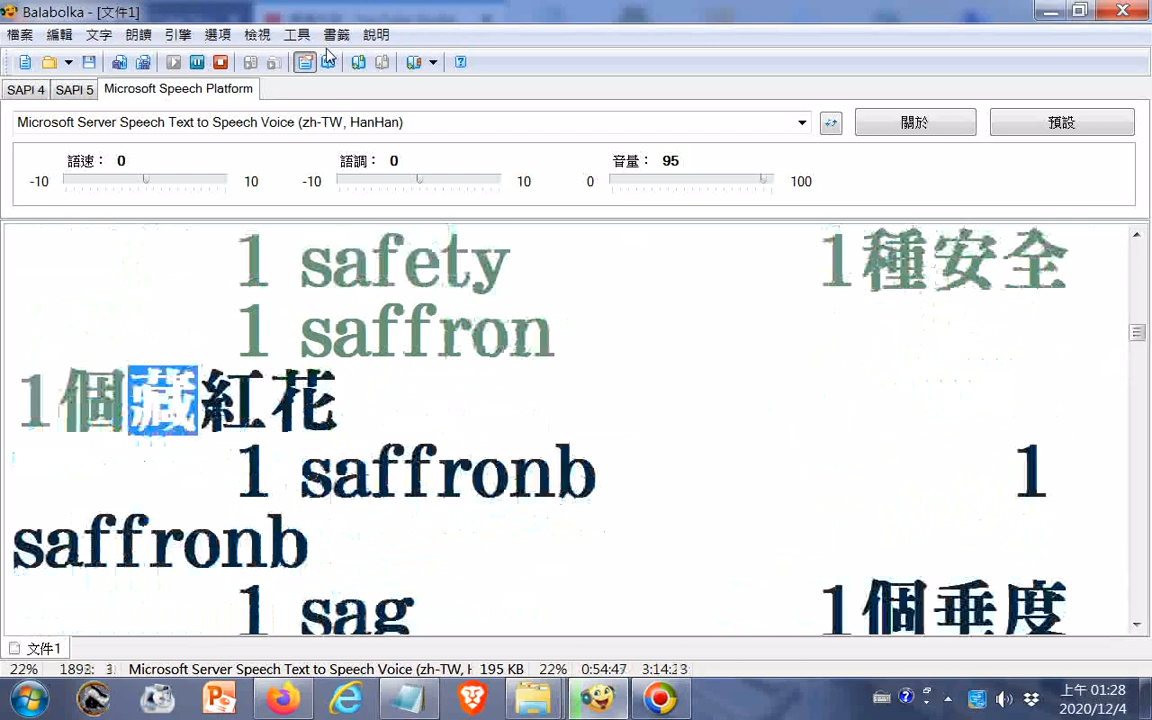 Balabolka - [文件1]
檔案 編輯 文字 朗讀 引擎 選項 檢視 工具 書籤 說明
SAPI 4 SAPI 5 Microsoft Speech Platform
Microsoft Server Speech Text to Speech Voice (zh-TW, HanHan) 關於 預設
語速： 0 語調： 0 音量： 95
-10 10 -10 10 0 100
1 safety 1種安全
1 saffron
1個藏紅花
1 saffronb 1
saffronb
1 sag 1個垂度
文件1
22% 1892: Microsoft Server Speech Text to Speech Voice (zh-TW, 195 KB 22% 0:54:47
上午 01:28
2020/12/4